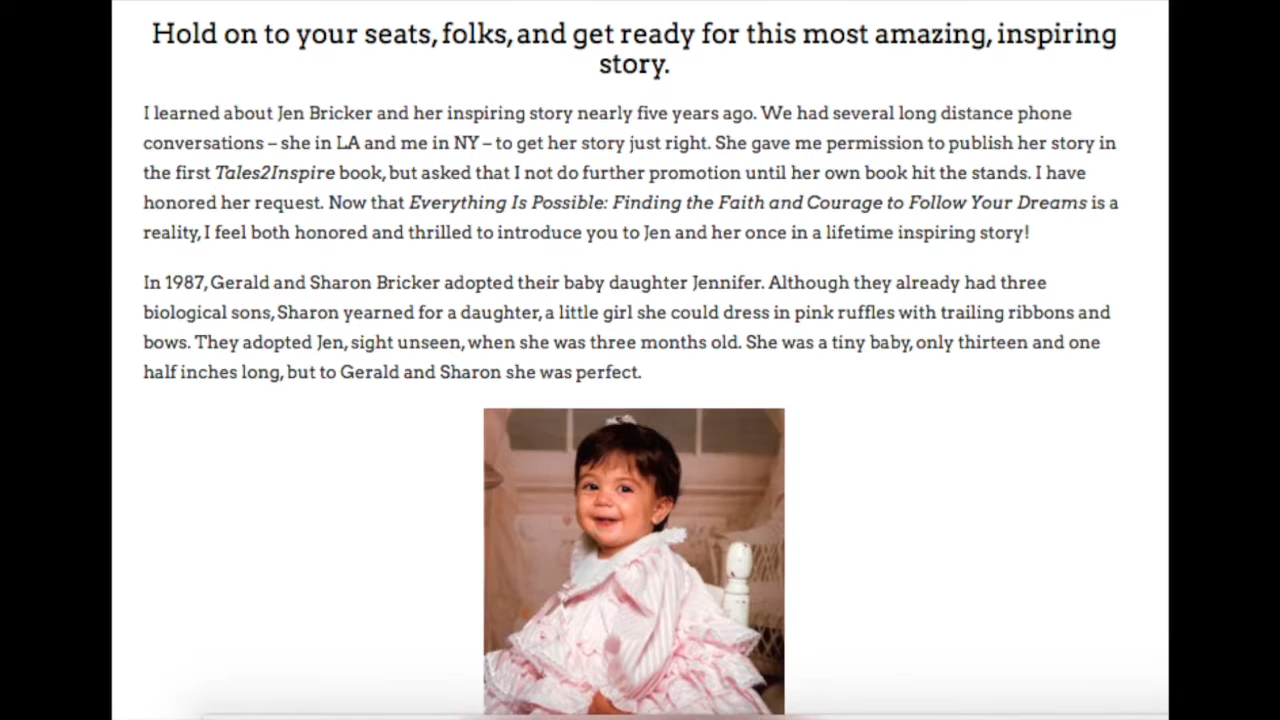 Hold on to your seats, folks, and get ready for this most amazing, inspiring
story.
I learned about Jen Bricker and her inspiring story nearly five years ago. We had several long distance phone
conversations – she in LA and me in NY – to get her story just right. She gave me permission to publish her story in
the first Tales2Inspire book, but asked that I not do further promotion until her own book hit the stands. I have
honored her request. Now that Everything Is Possible: Finding the Faith and Courage to Follow Your Dreams is a
reality, I feel both honored and thrilled to introduce you to Jen and her once in a lifetime inspiring story!
In 1987, Gerald and Sharon Bricker adopted their baby daughter Jennifer. Although they already had three
biological sons, Sharon yearned for a daughter, a little girl she could dress in pink ruffles with trailing ribbons and
bows. They adopted Jen, sight unseen, when she was three months old. She was a tiny baby, only thirteen and one
half inches long, but to Gerald and Sharon she was perfect.